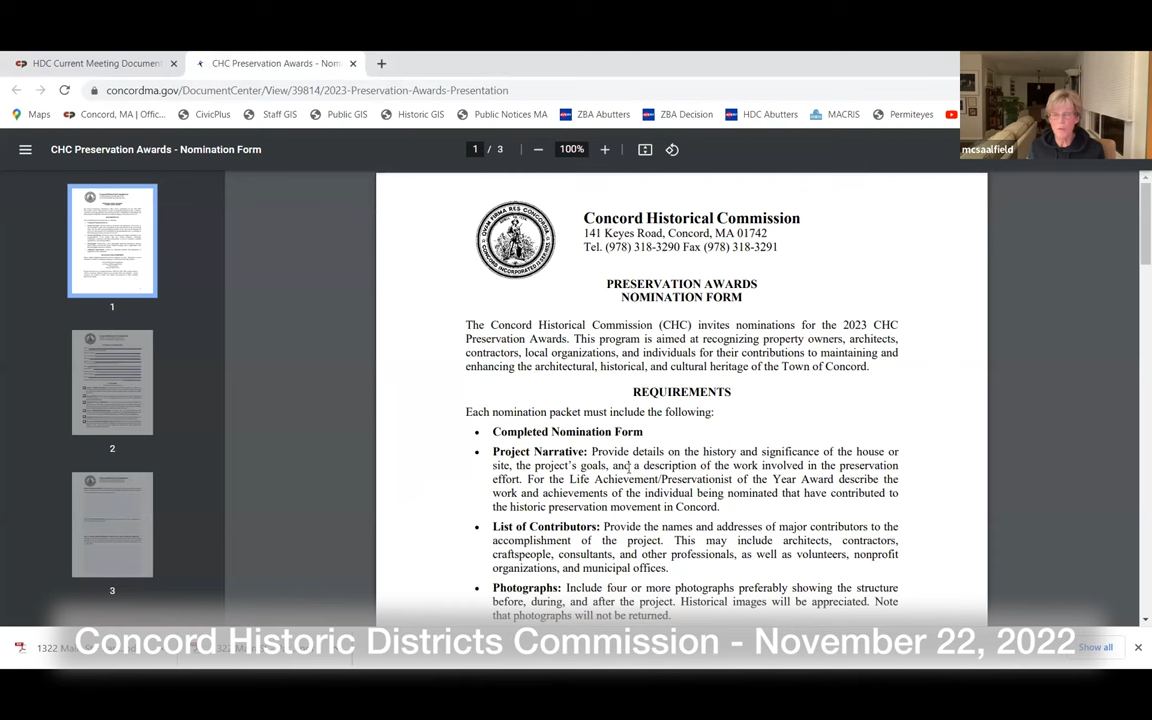 HDC Current Meeting Document
CHC Preservation Awards - Nom
concordma.gov/DocumentCenter/View/39814/2023-Preservation-Awards-Presentation
Maps Concord, MA | Offic... CivicPlus Staff GIS Public GIS Historic GIS Public Notices MA ZBA Abutters ZBA Decision HDC Abutters MACRIS Permiteyes
CHC Preservation Awards - Nomination Form 1 / 3 100%
mcsaalfield
1
2
3
Concord Historical Commission
141 Keyes Road, Concord, MA 01742
Tel. (978) 318-3290 Fax (978) 318-3291
QVAM FIRMA RES CONCORDIA
PRESERVATION AWARDS
NOMINATION FORM
The Concord Historical Commission (CHC) invites nominations for the 2023 CHC
Preservation Awards. This program is aimed at recognizing property owners, architects,
contractors, local organizations, and individuals for their contributions to maintaining and
enhancing the architectural, historical, and cultural heritage of the Town of Concord.
REQUIREMENTS
Each nomination packet must include the following:
• Completed Nomination Form
• Project Narrative: Provide details on the history and significance of the house or
site, the project's goals, and a description of the work involved in the preservation
effort. For the Life Achievement/Preservationist of the Year Award describe the
work and achievements of the individual being nominated that have contributed to
the historic preservation movement in Concord.
• List of Contributors: Provide the names and addresses of major contributors to the
accomplishment of the project. This may include architects, contractors,
craftspeople, consultants, and other professionals, as well as volunteers, nonprofit
organizations, and municipal offices.
• Photographs: Include four or more photographs preferably showing the structure
before, during, and after the project. Historical images will be appreciated. Note
that photographs will not be returned.
Concord Historic Districts Commission - November 22, 2022
Show all